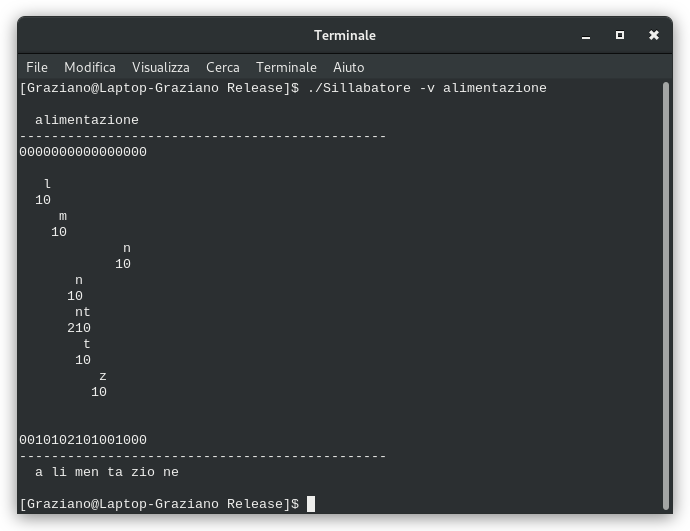 Terminale
File Modifica Visualizza Cerca Terminale Aiuto
[Graziano@Laptop-Graziano Release]$ ./Sillabatore -v alimentazione
  alimentazione
----------------------------------------------
0000000000000000
   l
  10
     m
    10
             n
            10
       n
      10
       nt
      210
        t
       10
          z
         10
0010102101001000
----------------------------------------------
  a li men ta zio ne
[Graziano@Laptop-Graziano Release]$